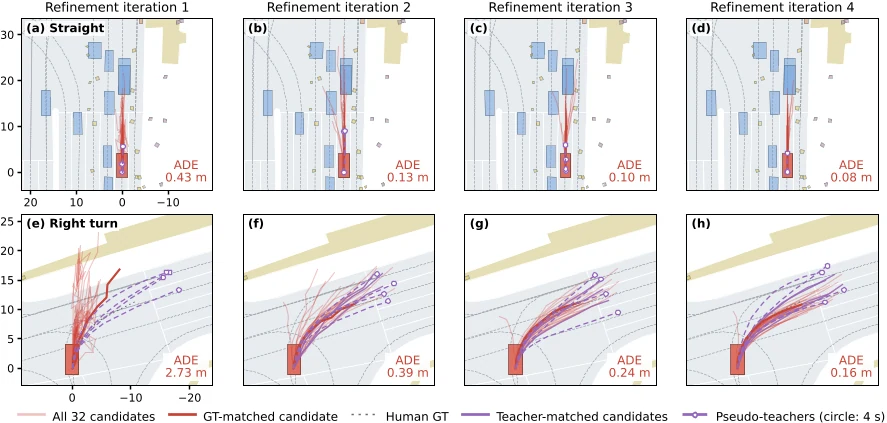 Refinement iteration 1 Refinement iteration 2 Refinement iteration 3 Refinement iteration 4
(a) Straight (b) (c) (d)
30
20
10
0
ADE ADE ADE ADE
0.43 m 0.13 m 0.10 m 0.08 m
20 10 0 −10
(e) Right turn (f) (g) (h)
25
20
15
10
5
0
ADE ADE ADE ADE
2.73 m 0.39 m 0.24 m 0.16 m
0 −10 −20
All 32 candidates GT-matched candidate Human GT Teacher-matched candidates Pseudo-teachers (circle: 4 s)